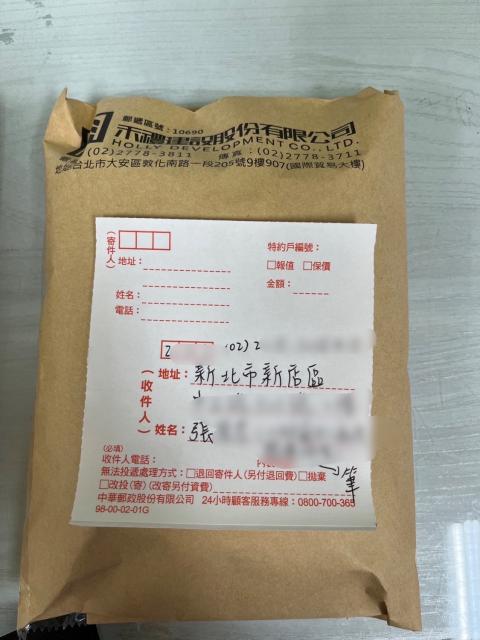 郵遞區號:10690
禾禮建設股份有限公司
HOLLY DEVELOPMENT CO., LTD.
(02)2778-3811 傳真:(02)2778-3711
台北市大安區敦化南路一段205號9樓907(國際貿易大樓)
(寄件人)
特約戶編號:
地址:
□報值 □保價
金額:
姓名:
電話:
2 (02) 2
(收件人)
地址: 新北市新店區
姓名: 張
(必填)
收件人電話:
無法投遞處理方式:□退回寄件人(另付退回費)□拋棄
□改投(寄)(改寄另付資費)
→筆
中華郵政股份有限公司 24小時顧客服務專線:0800-700-365
98-00-02-01G